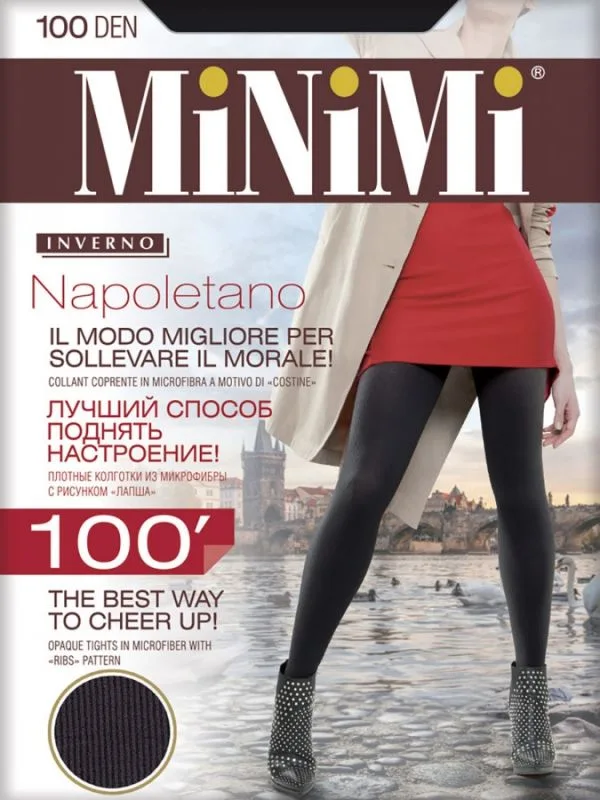 100 DEN
MiNiMi®
INVERNO
Napoletano
IL MODO MIGLIORE PER
SOLLEVARE IL MORALE!
COLLANT COPRENTE IN MICROFIBRA A MOTIVO DI «COSTINE»
ЛУЧШИЙ СПОСОБ
ПОДНЯТЬ
НАСТРОЕНИЕ!
ПЛОТНЫЕ КОЛГОТКИ ИЗ МИКРОФИБРЫ
С РИСУНКОМ «ЛАПША»
100′
THE BEST WAY
TO CHEER UP!
OPAQUE TIGHTS IN MICROFIBER WITH
«RIBS» PATTERN